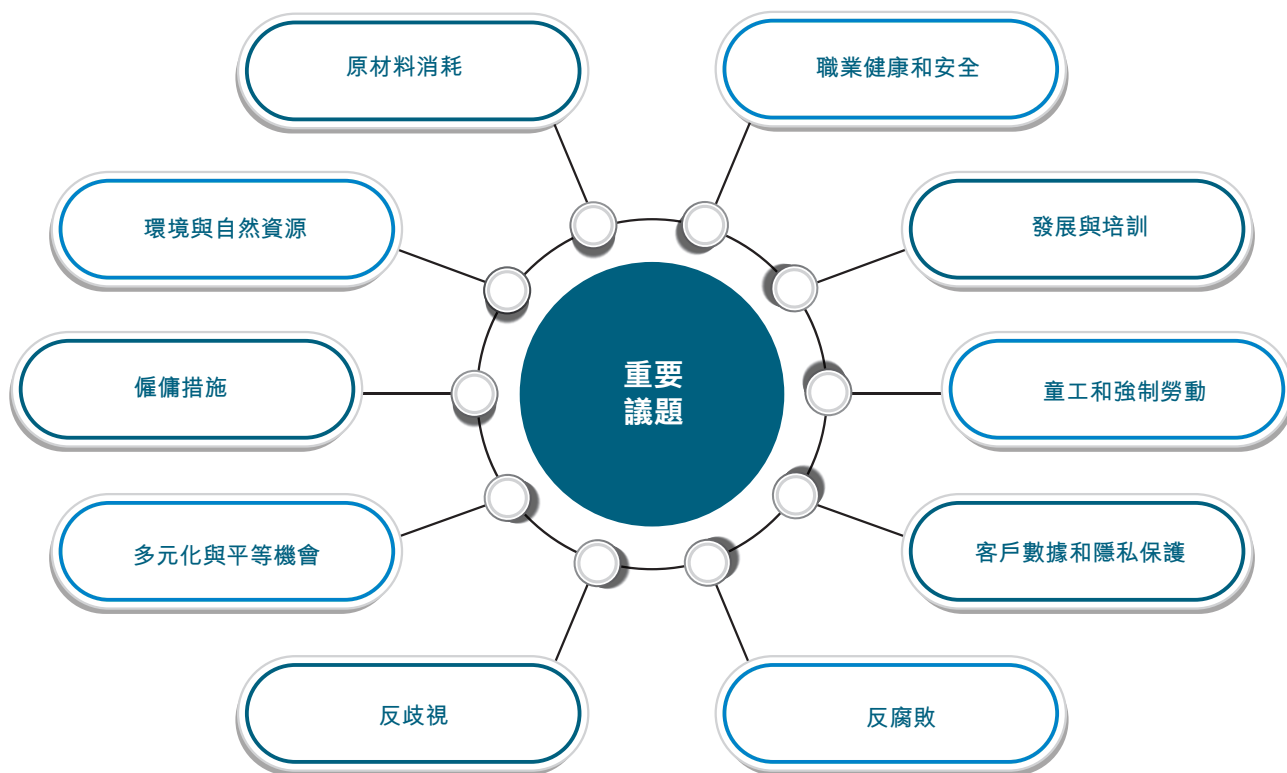 原材料消耗
職業健康和安全
環境與自然資源
發展與培訓
僱傭措施
重要
議題
童工和強制勞動
多元化與平等機會
客戶數據和隱私保護
反歧視
反腐敗